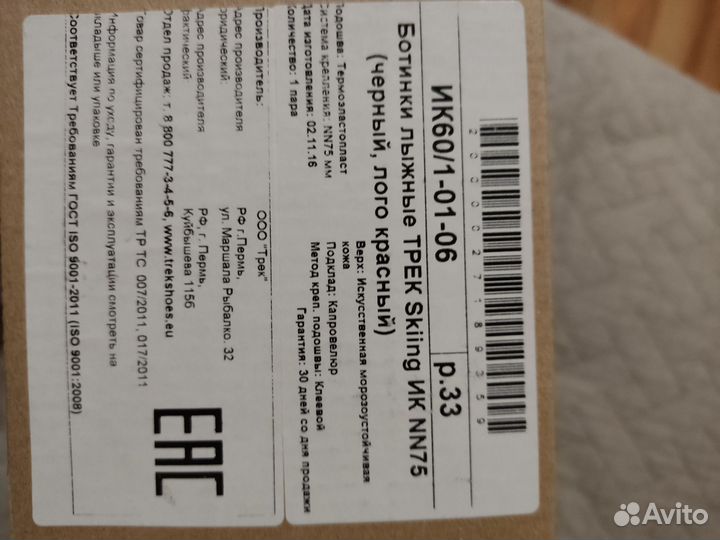 2000027189359
ИК60/1-01-06 р.33
Ботинки лыжные ТРЕК Skiing ИК NN75
(черный, лого красный)
Подошва: Термоэластопласт
Система крепления: NN75 мм
Дата изготовления: 02.11.16
Количество: 1 пара
Верх: Искусственная морозоустойчивая
кожа
Подклад: Капровелюр
Метод креп. подошвы: Клеевой
Гарантия: 30 дней со дня продажи
Производитель: ООО "Трек"
Адрес производителя РФ г.Пермь,
юридический: ул. Маршала Рыбалко, 32
Адрес производителя РФ, г. Пермь,
фактический Куйбышева 115б
Отдел продаж: т. 8 800 777-3-4-5-6, www.trekshoes.eu
товар сертифицирован требованиям ТР ТС 007/2011, 017/2011
Информация по уходу, гарантии и эксплуатации смотреть на
вкладыше или упаковке
Соответствует Требованиям ГОСТ ISO 9001-2011 (ISO 9001:2008)
EAC
Avito